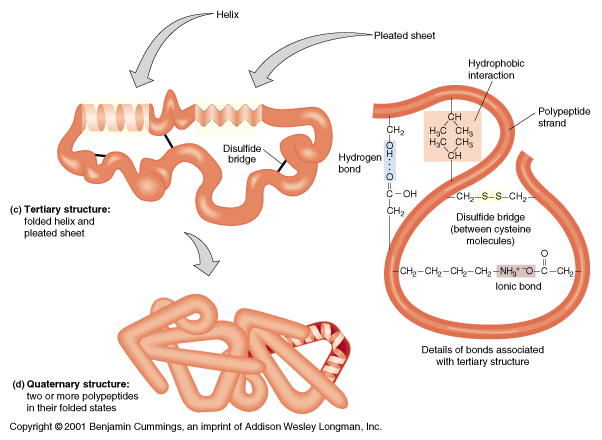 Helix
Pleated sheet
Hydrophobic
interaction
Polypeptide
strand
CH
H₃C CH₃
H₃C CH₃
CH
CH₂
OH
O
C—OH
CH₂
Hydrogen
bond
Disulfide
bridge
—CH₂—S—S—CH₂—
Disulfide bridge
(between cysteine
molecules)
O
—CH₂—CH₂—CH₂—CH₂—NH₃⁺ ⁻O—C—CH₂—
Ionic bond
Details of bonds associated
with tertiary structure
(c) Tertiary structure:
folded helix and
pleated sheet
(d) Quaternary structure:
two or more polypeptides
in their folded states
Copyright © 2001 Benjamin Cummings, an imprint of Addison Wesley Longman, Inc.